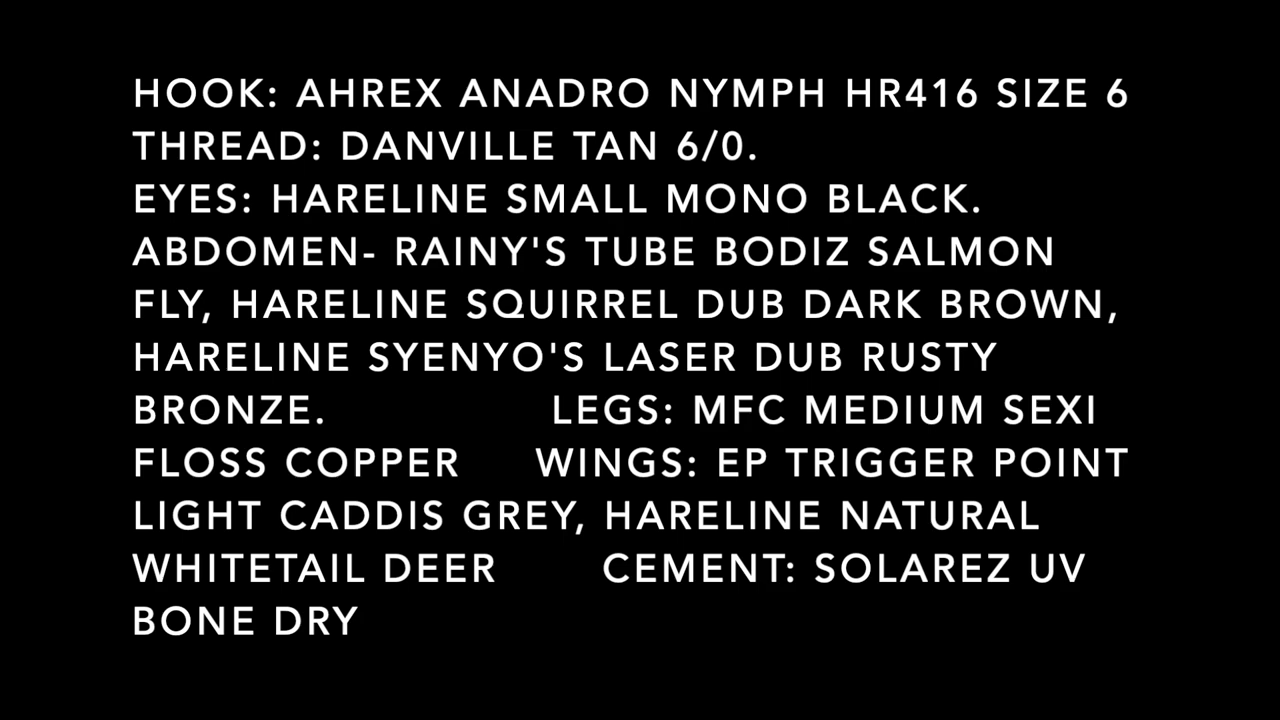 HOOK: AHREX ANADRO NYMPH HR416 SIZE 6
THREAD: DANVILLE TAN 6/0.
EYES: HARELINE SMALL MONO BLACK.
ABDOMEN- RAINY'S TUBE BODIZ SALMON
FLY, HARELINE SQUIRREL DUB DARK BROWN,
HARELINE SYENYO'S LASER DUB RUSTY
BRONZE. LEGS: MFC MEDIUM SEXI
FLOSS COPPER WINGS: EP TRIGGER POINT
LIGHT CADDIS GREY, HARELINE NATURAL
WHITETAIL DEER CEMENT: SOLAREZ UV
BONE DRY